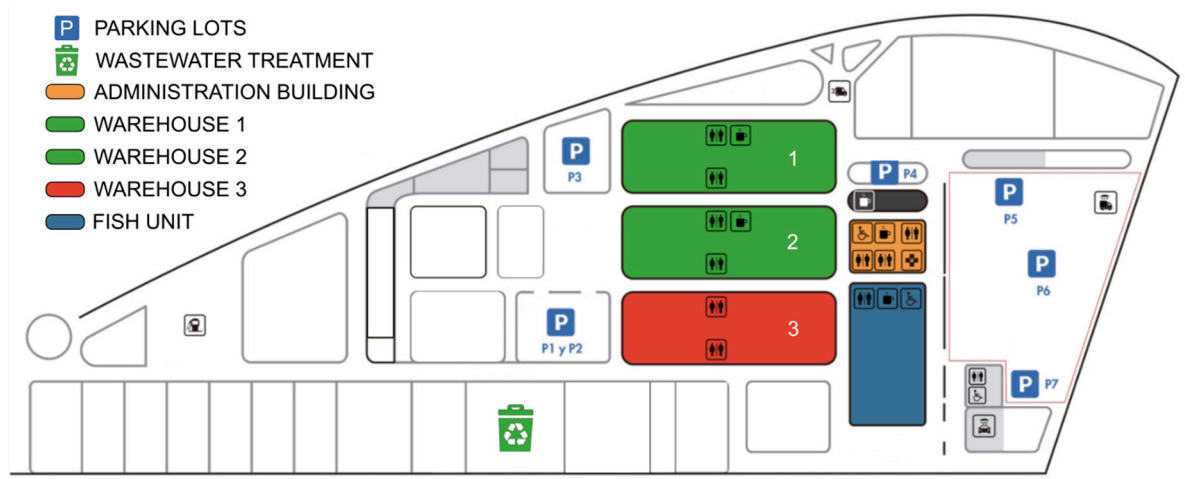 P PARKING LOTS
WASTEWATER TREATMENT
ADMINISTRATION BUILDING
WAREHOUSE 1
WAREHOUSE 2
WAREHOUSE 3
FISH UNIT
P
P3
1
P P4
P
P5
2
P
P6
P
P1 y P2
3
P P7